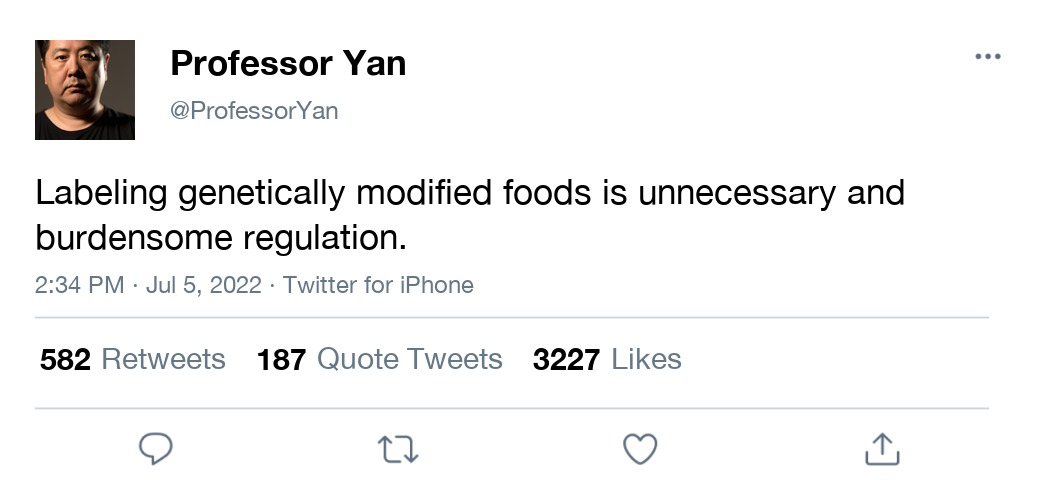 Professor Yan
@ProfessorYan
Labeling genetically modified foods is unnecessary and
burdensome regulation.
2:34 PM · Jul 5, 2022 · Twitter for iPhone
582 Retweets 187 Quote Tweets 3227 Likes